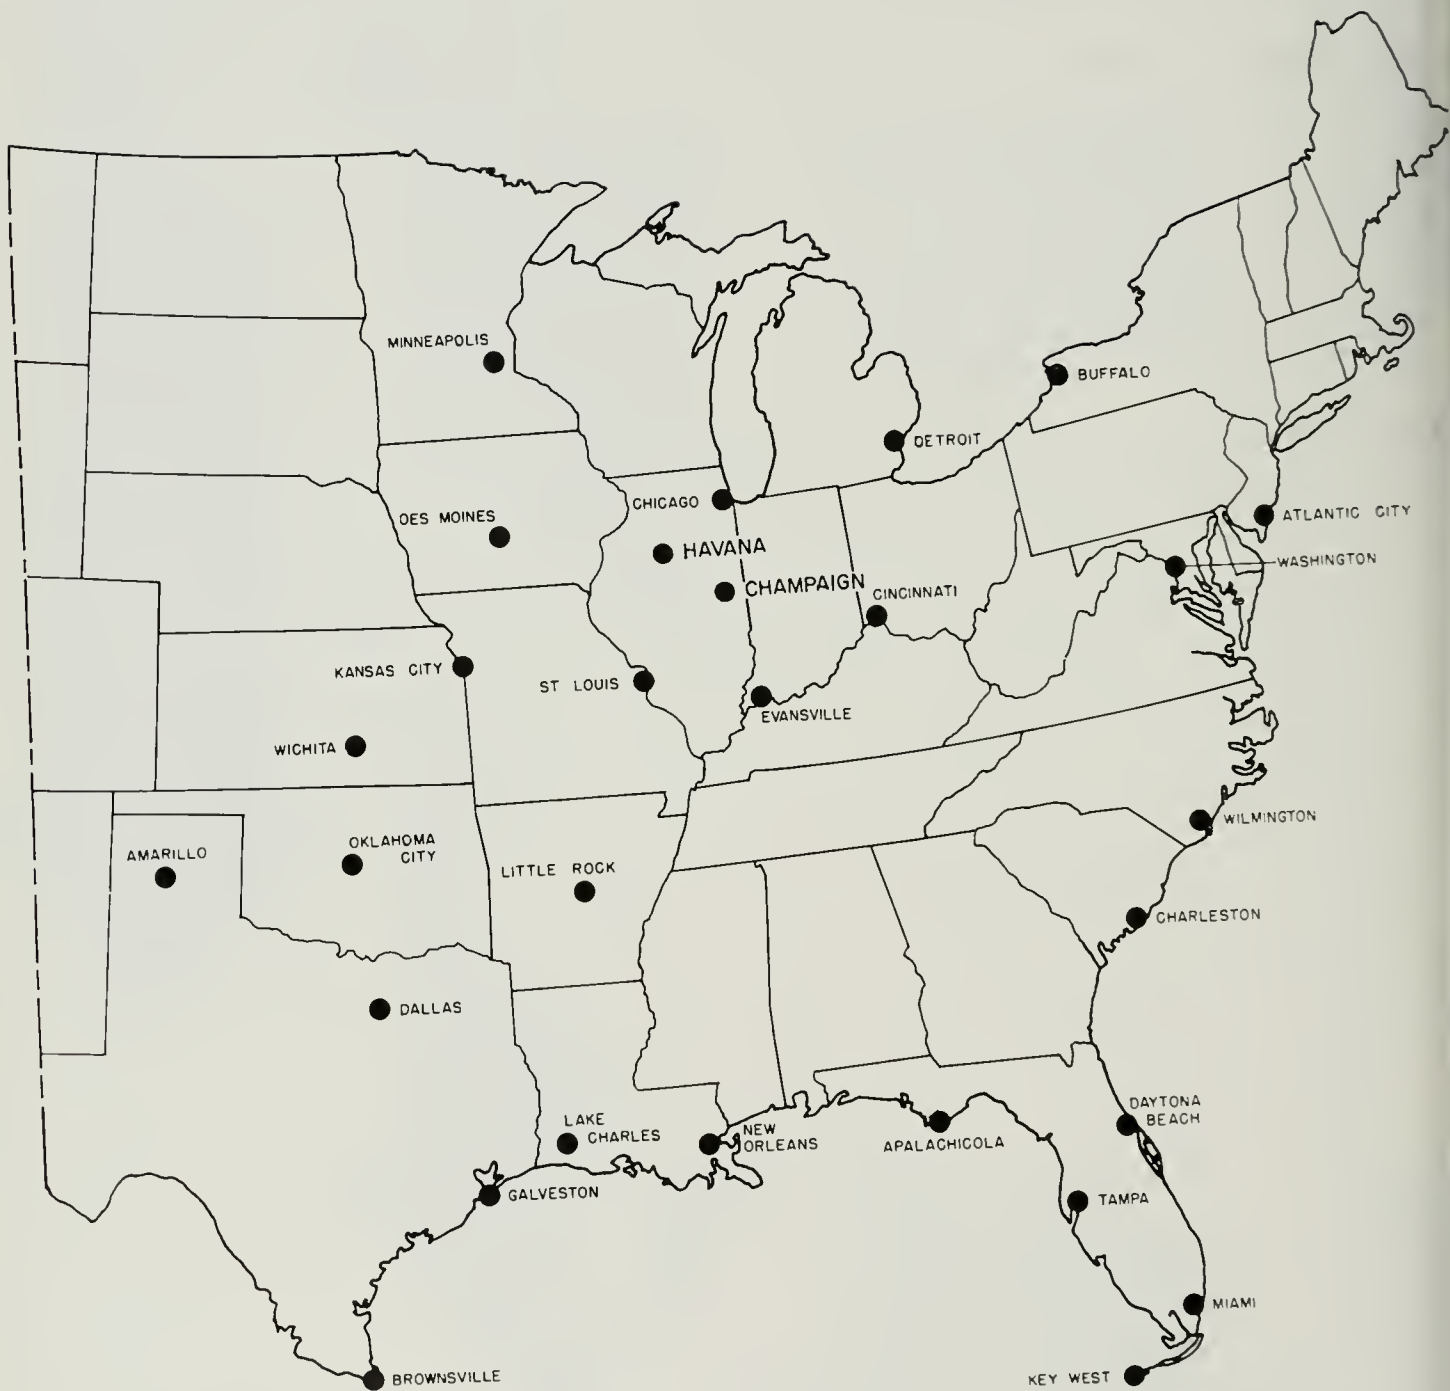 MINNEAPOLIS
BUFFALO
DETROIT
CHICAGO
DES MOINES
ATLANTIC CITY
HAVANA
WASHINGTON
CHAMPAIGN
CINCINNATI
KANSAS CITY
ST LOUIS
EVANSVILLE
WICHITA
WILMINGTON
OKLAHOMA
CITY
AMARILLO
LITTLE ROCK
CHARLESTON
DALLAS
DAYTONA
BEACH
LAKE
CHARLES
NEW
ORLEANS
APALACHICOLA
GALVESTON
TAMPA
MIAMI
BROWNSVILLE
KEY WEST